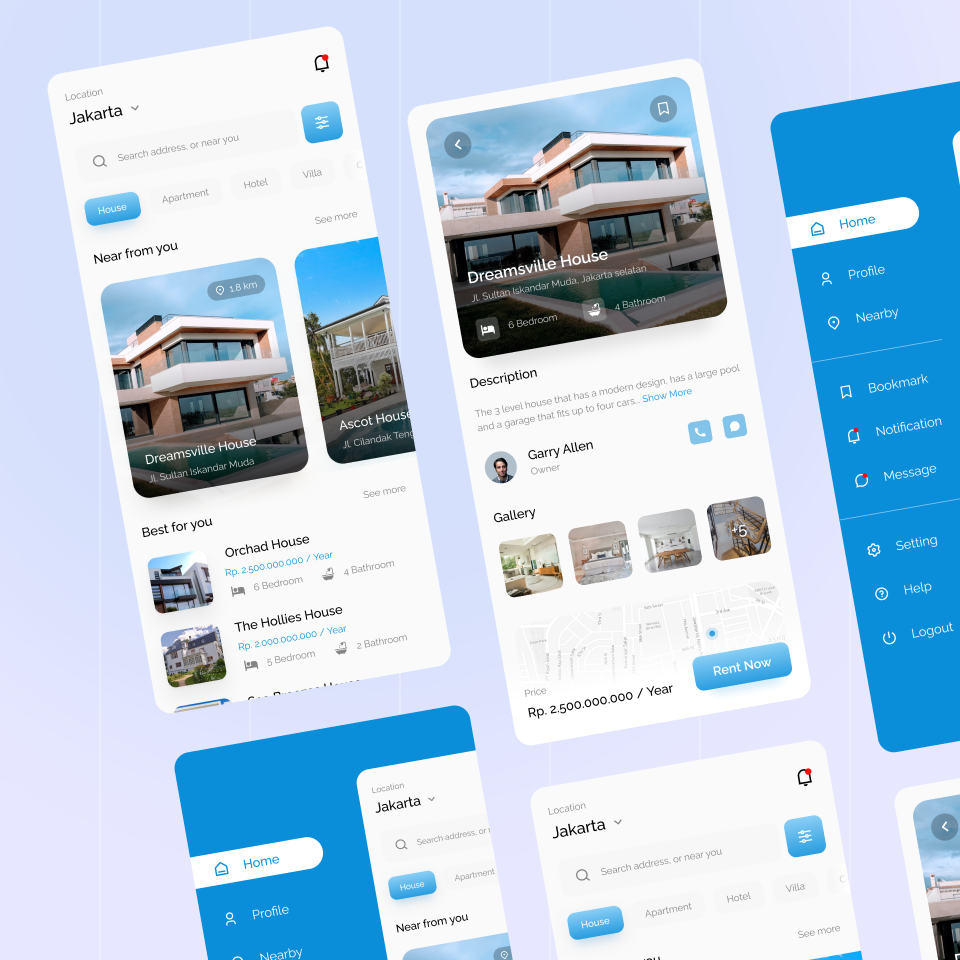 Location
Jakarta
Search address, or near you
House
Apartment
Hotel
Villa
Near from you
See more
1.8 km
Dreamsville House
Jl. Sultan Iskandar Muda
Ascot House
Jl. Cilandak Teng
Best for you
See more
Orchad House
Rp. 2.500.000.000 / Year
6 Bedroom
4 Bathroom
The Hollies House
Rp. 2.000.000.000 / Year
5 Bedroom
2 Bathroom
Dreamsville House
Jl. Sultan Iskandar Muda, Jakarta selatan
6 Bedroom
4 Bathroom
Description
The 3 level house that has a modern design, has a large pool
and a garage that fits up to four cars... Show More
Garry Allen
Owner
Gallery
+5
Price
Rp. 2.500.000.000 / Year
Rent Now
Home
Profile
Nearby
Bookmark
Notification
Message
Setting
Help
Logout
Home
Profile
Nearby
Location
Jakarta
Search address, or
House
Apartment
Near from you
Location
Jakarta
Search address, or near you
House
Apartment
Hotel
Villa
See more